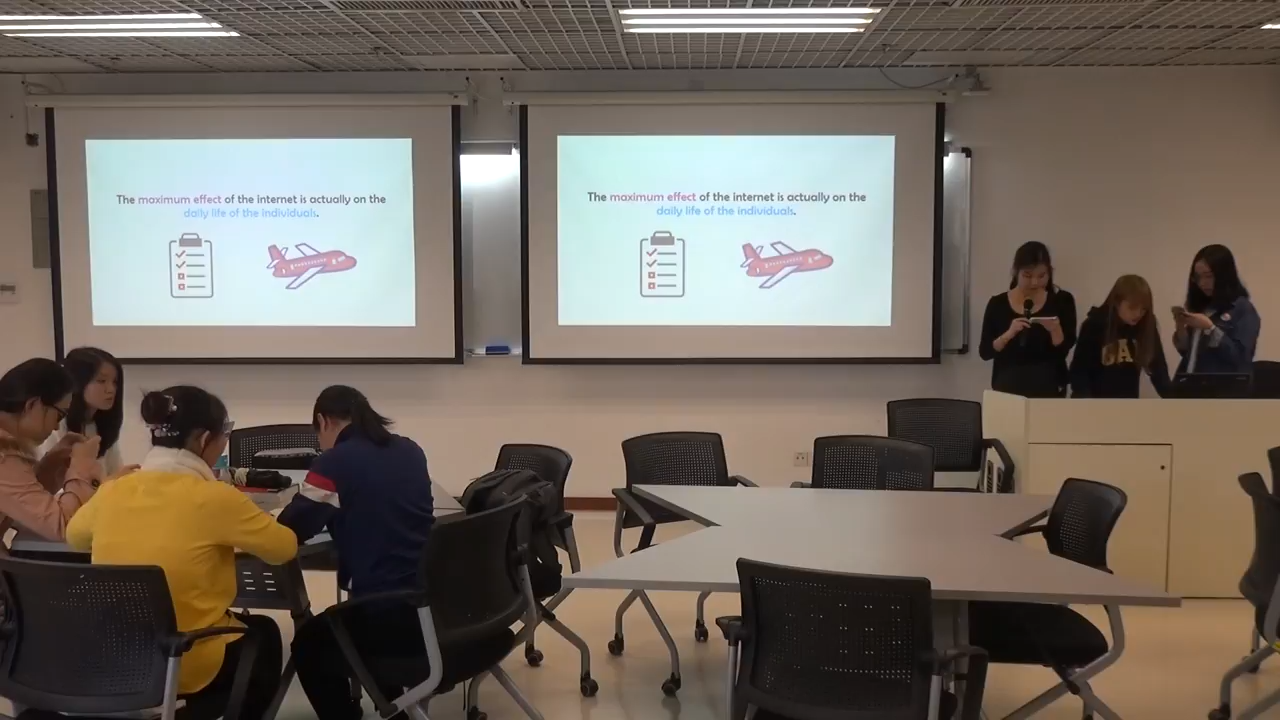 The maximum effect of the internet is actually on the
daily life of the individuals.
The maximum effect of the internet is actually on the
daily life of the individuals.
GAP